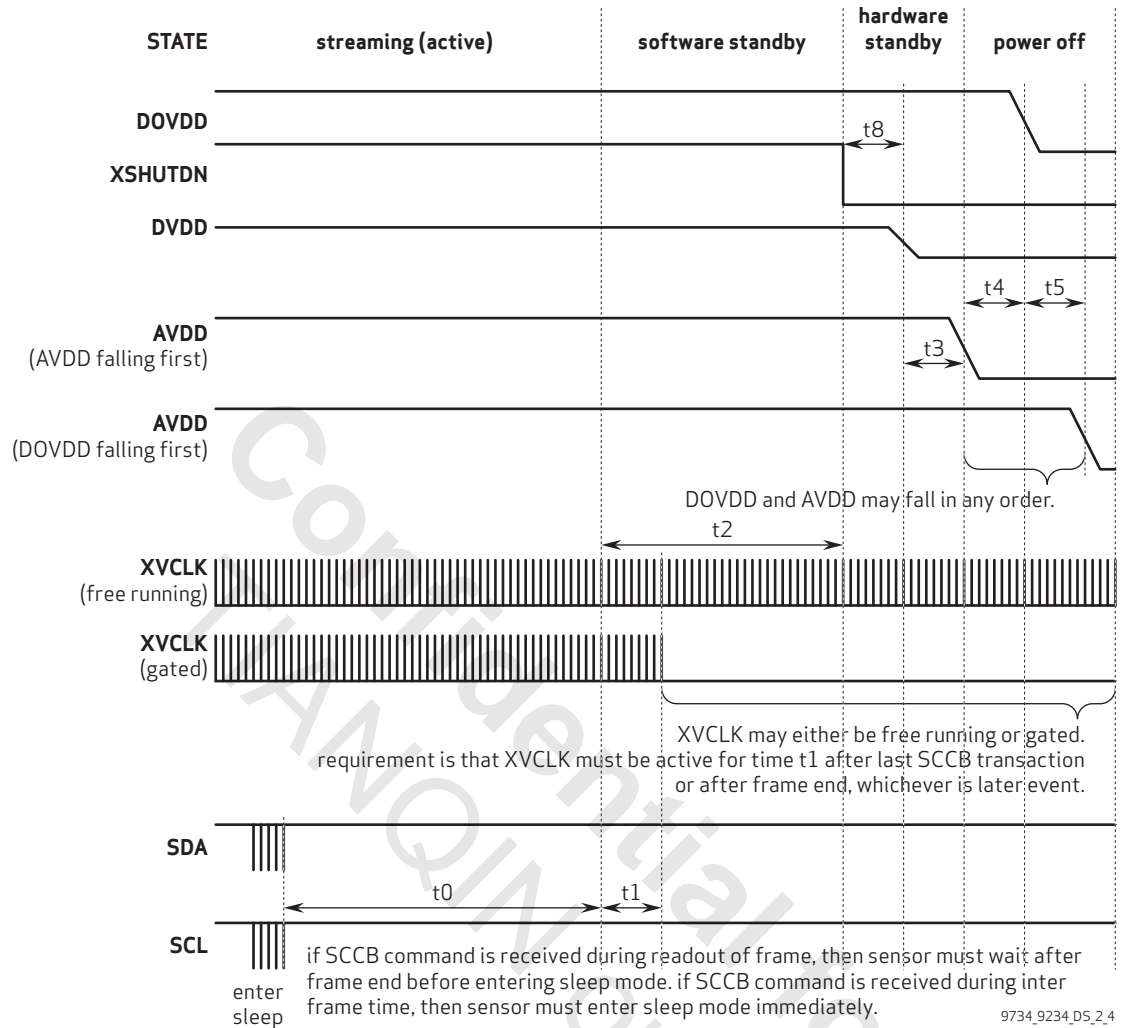 STATE streaming (active) software standby hardware standby power off
DOVDD
t8
XSHUTDN
DVDD
t4 t5
AVDD
(AVDD falling first)
t3
AVDD
(DOVDD falling first)
DOVDD and AVDD may fall in any order.
t2
XVCLK
(free running)
XVCLK
(gated)
XVCLK may either be free running or gated.
requirement is that XVCLK must be active for time t1 after last SCCB transaction
or after frame end, whichever is later event.
SDA
t0 t1
SCL
if SCCB command is received during readout of frame, then sensor must wait after
frame end before entering sleep mode. if SCCB command is received during inter
frame time, then sensor must enter sleep mode immediately.
enter
sleep
9734_9234_DS_2_4
Confidential fo
TIANQIN